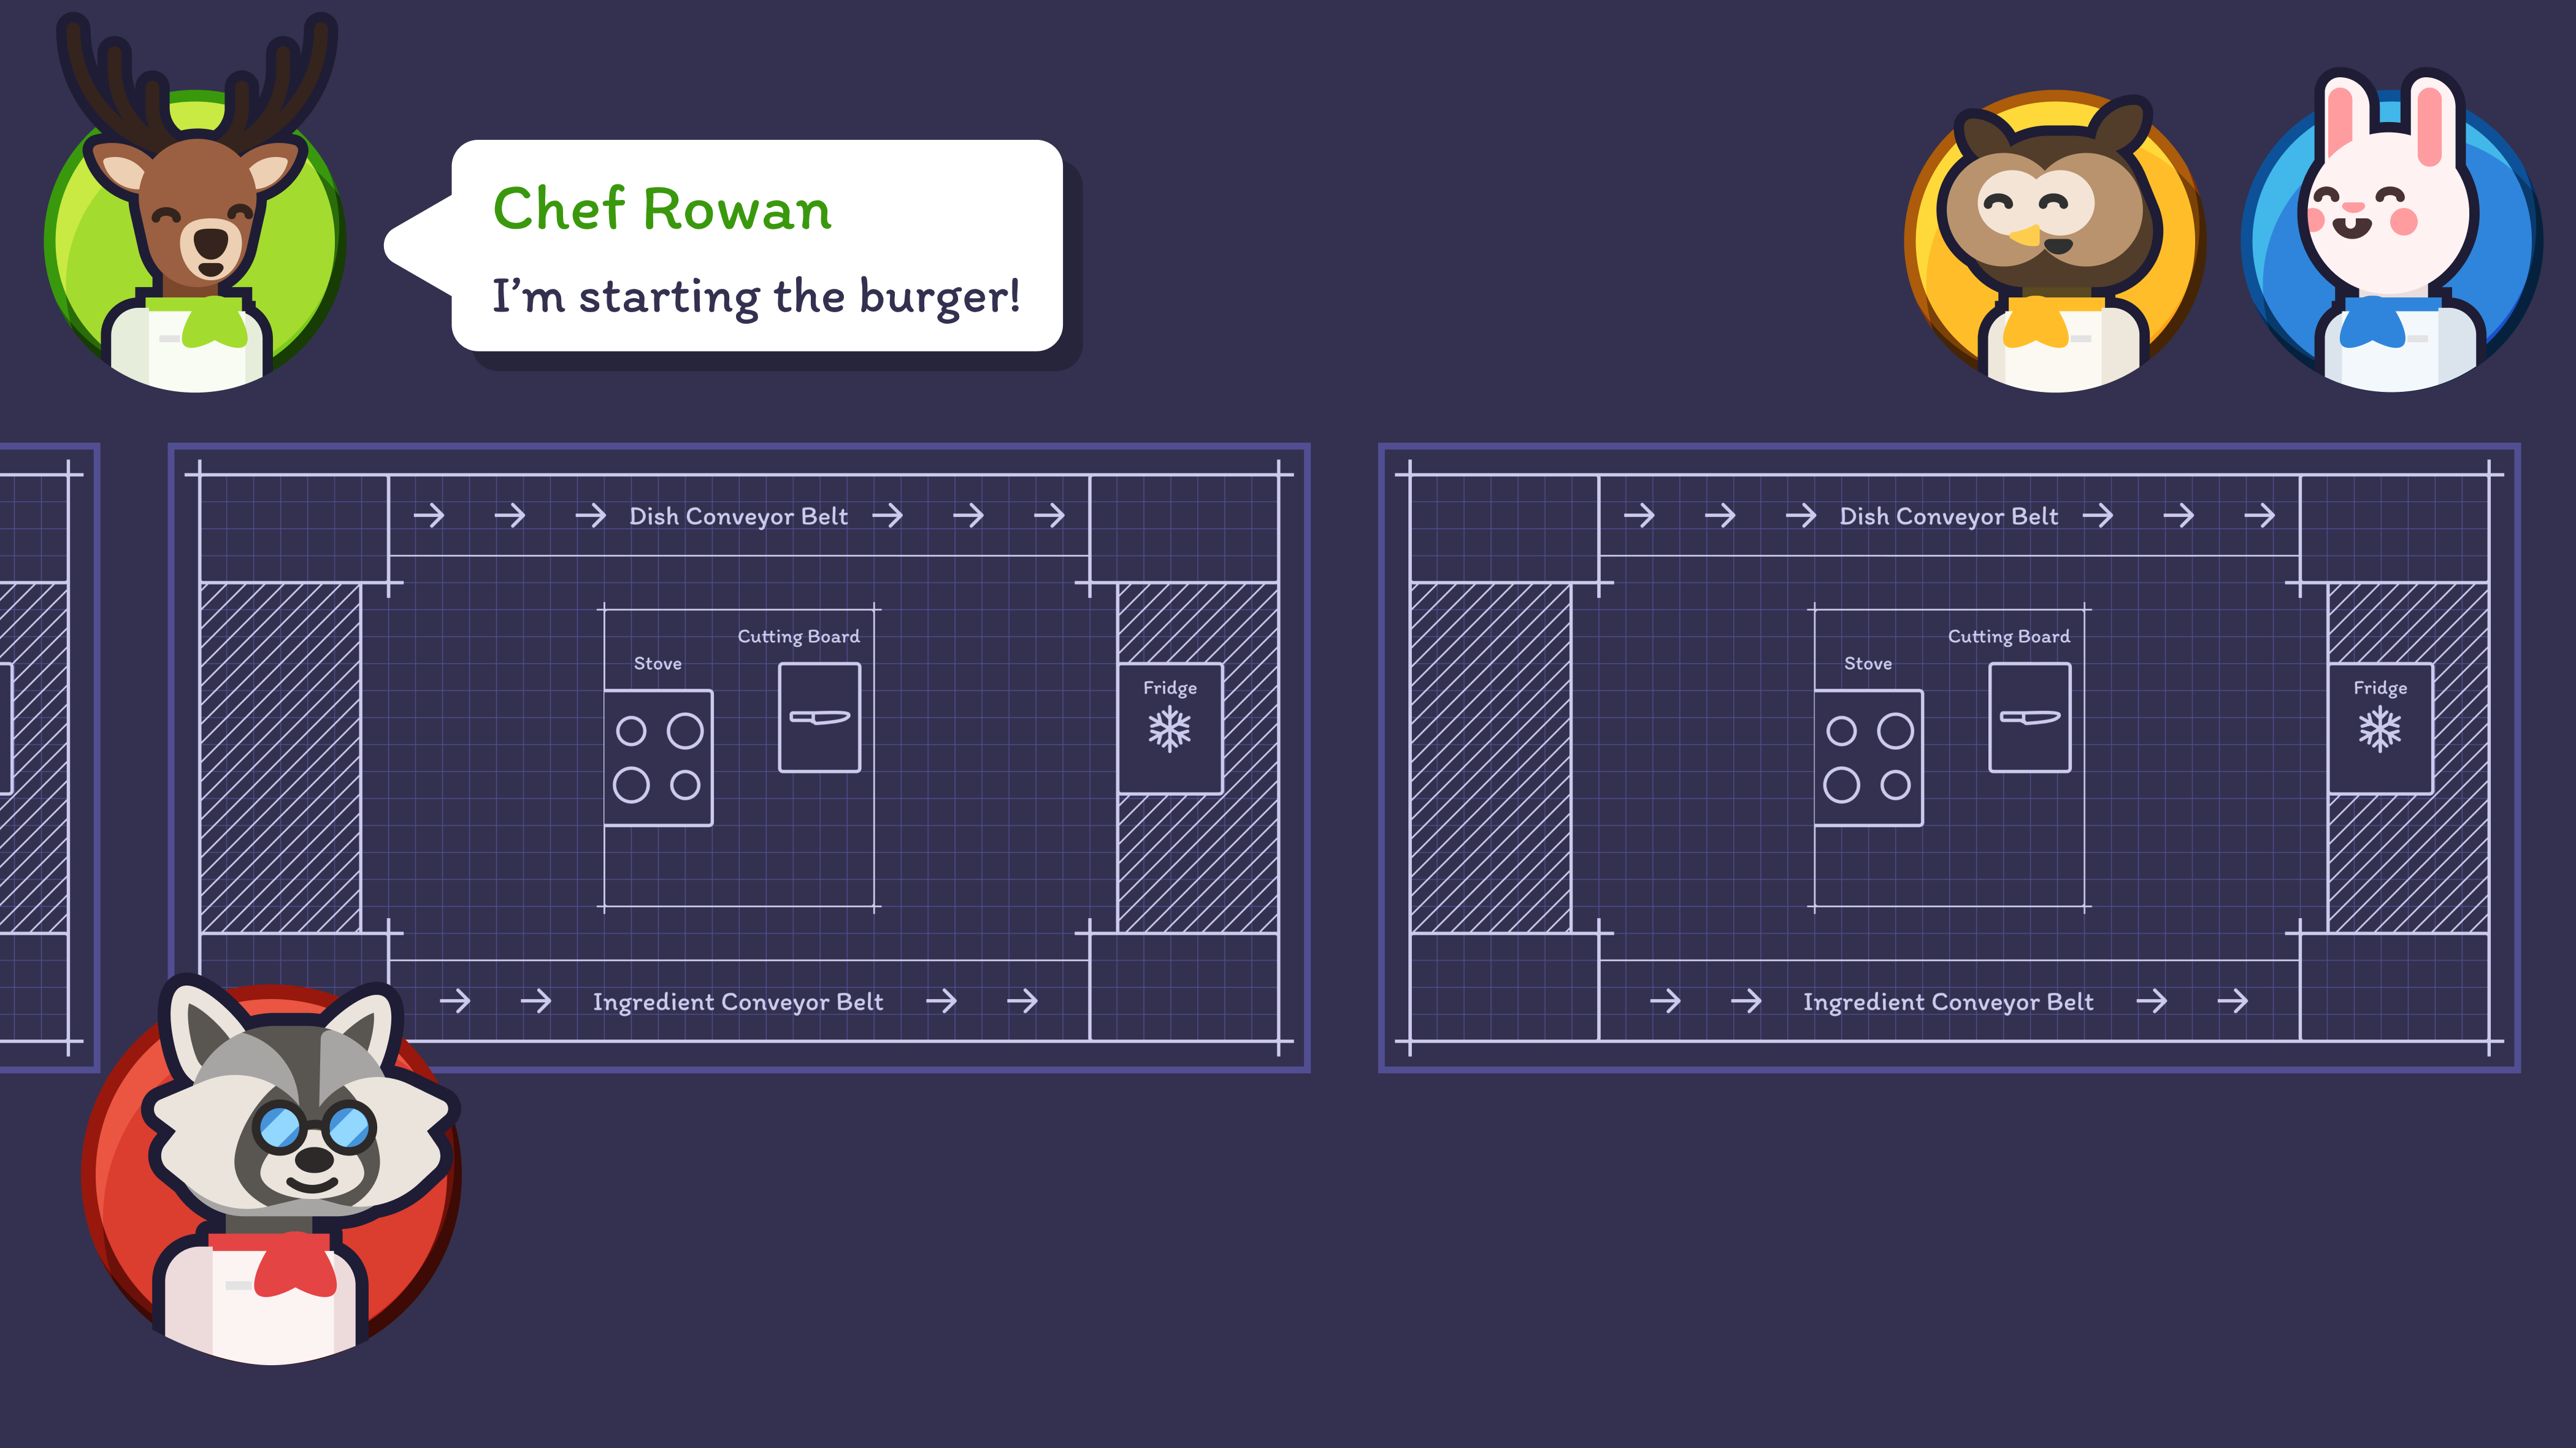 Chef Rowan
I’m starting the burger!
Dish Conveyor Belt
Cutting Board
Stove
Fridge
Ingredient Conveyor Belt
Dish Conveyor Belt
Cutting Board
Stove
Fridge
Ingredient Conveyor Belt